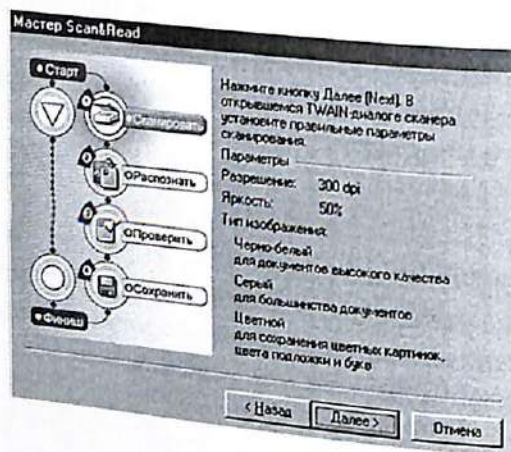 Мастер Scan&Read
Старт
Сканировать
Распознать
Проверить
Сохранить
Финиш
Нажмите кнопку Далее (Next). В
открывшемся TWAIN-диалоге сканера
установите правильные параметры
сканирования.
Параметры
Разрешение: 300 dpi
Яркость: 50%
Тип изображения:
Черно-белый
для документов высокого качества
Серый
для большинства документов
Цветной
для сохранения цветных картинок,
цвета подложки и букв
< Назад
Далее >
Отмена